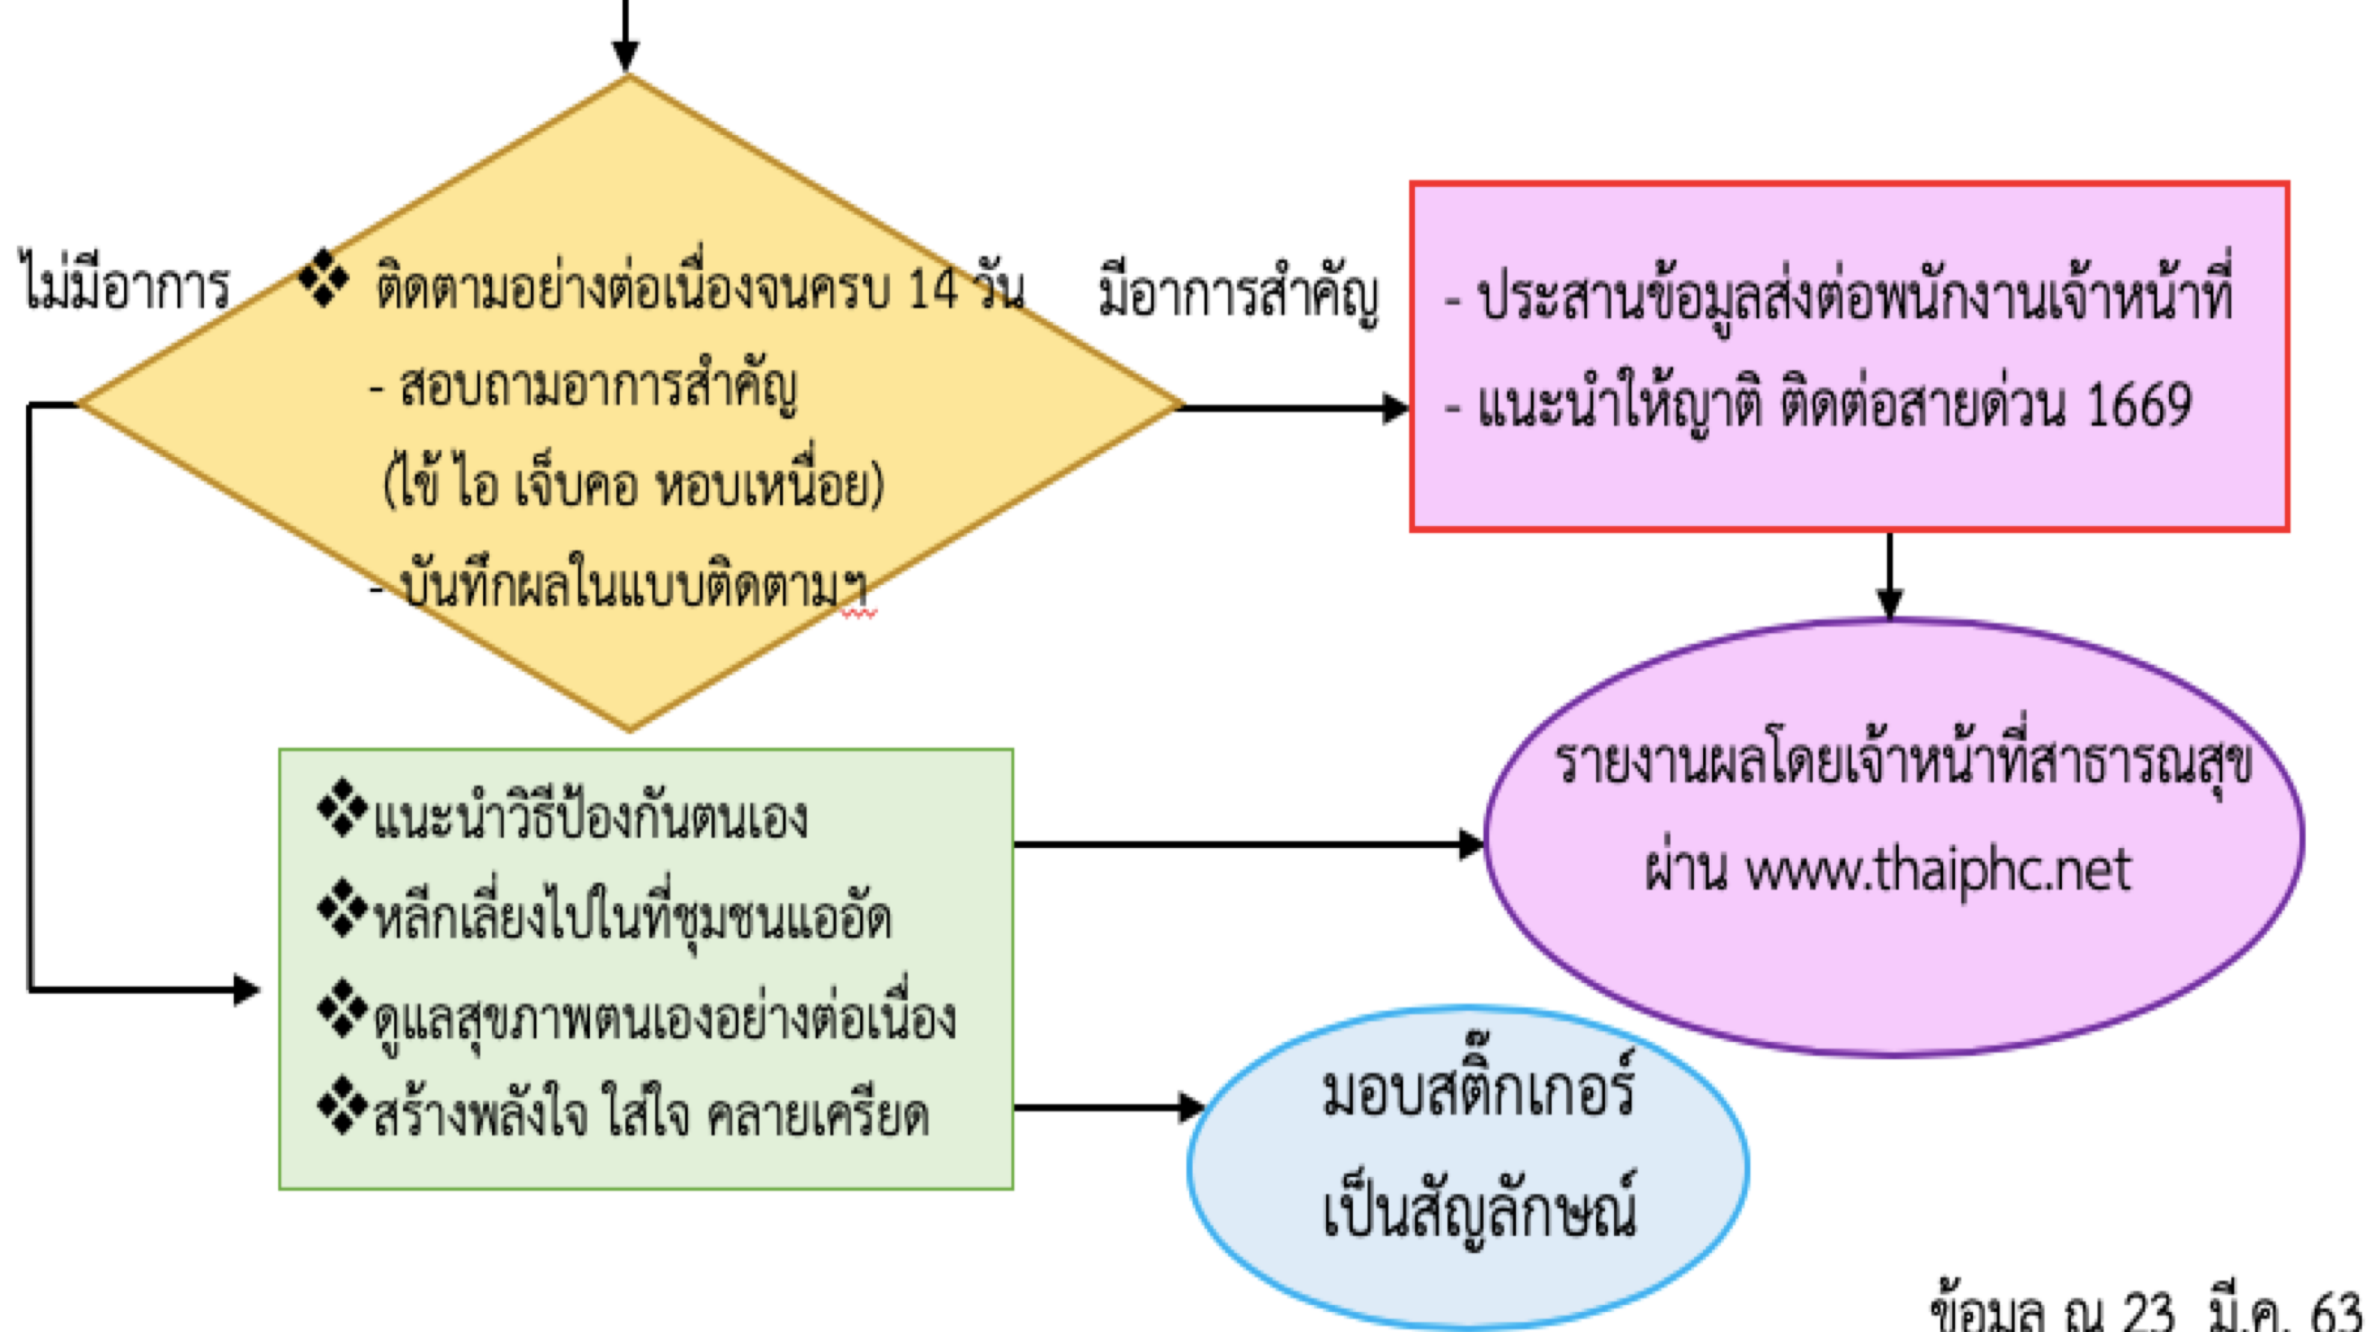 ไม่มีอาการ
❖ ติดตามอย่างต่อเนื่องจนครบ 14 วัน
- สอบถามอาการสำคัญ
(ไข้ ไอ เจ็บคอ หอบเหนื่อย)
- บันทึกผลในแบบติดตามฯ
มีอาการสำคัญ
- ประสานข้อมูลส่งต่อพนักงานเจ้าหน้าที่
- แนะนำให้ญาติ ติดต่อสายด่วน 1669
❖แนะนำวิธีป้องกันตนเอง
❖หลีกเลี่ยงไปในที่ชุมชนแออัด
❖ดูแลสุขภาพตนเองอย่างต่อเนื่อง
❖สร้างพลังใจ ใส่ใจ คลายเครียด
รายงานผลโดยเจ้าหน้าที่สาธารณสุข
ผ่าน www.thaiphc.net
มอบสติ๊กเกอร์
เป็นสัญลักษณ์
ข้อมูล ณ 23 มี.ค. 63